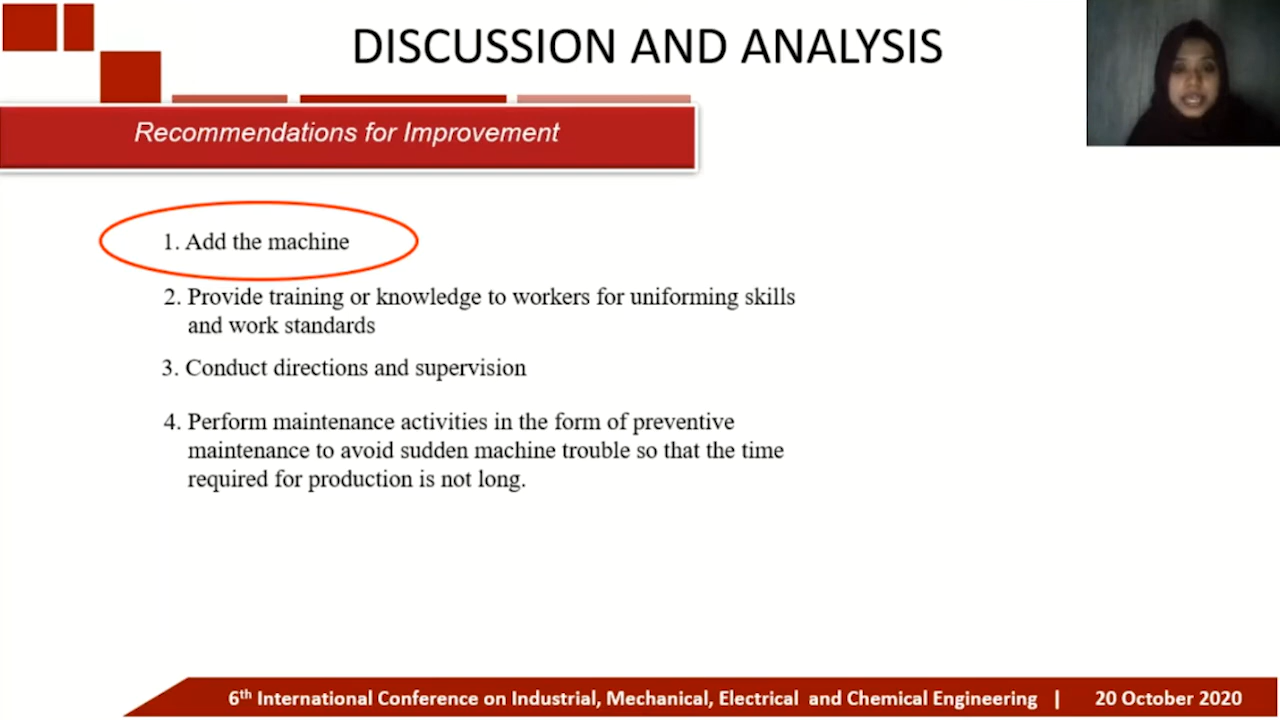 DISCUSSION AND ANALYSIS
Recommendations for Improvement
1. Add the machine
2. Provide training or knowledge to workers for uniforming skills
and work standards
3. Conduct directions and supervision
4. Perform maintenance activities in the form of preventive
maintenance to avoid sudden machine trouble so that the time
required for production is not long.
6th International Conference on Industrial, Mechanical, Electrical and Chemical Engineering | 20 October 2020